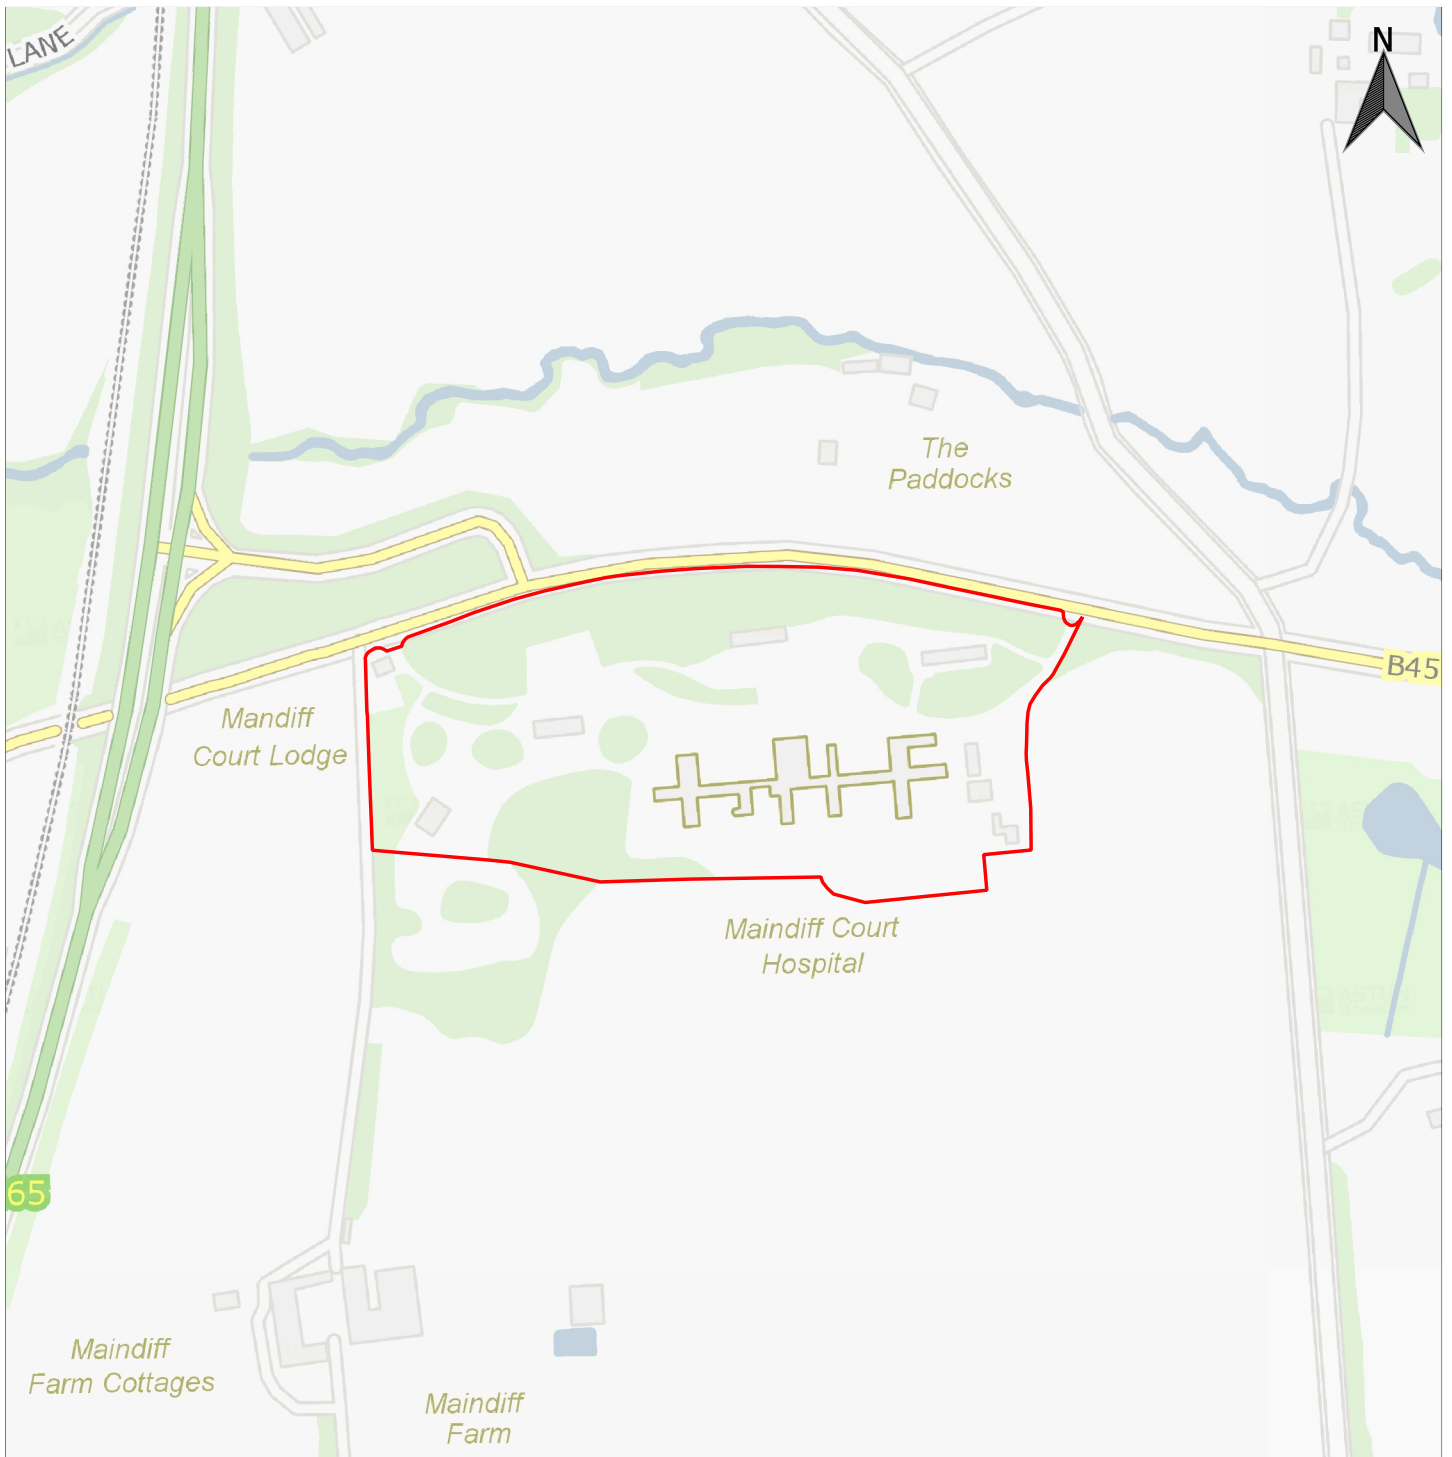 LANE
N
The
Paddocks
B45
Mandiff
Court Lodge
Maindiff Court
Hospital
65
Maindiff
Farm Cottages
Maindiff
Farm